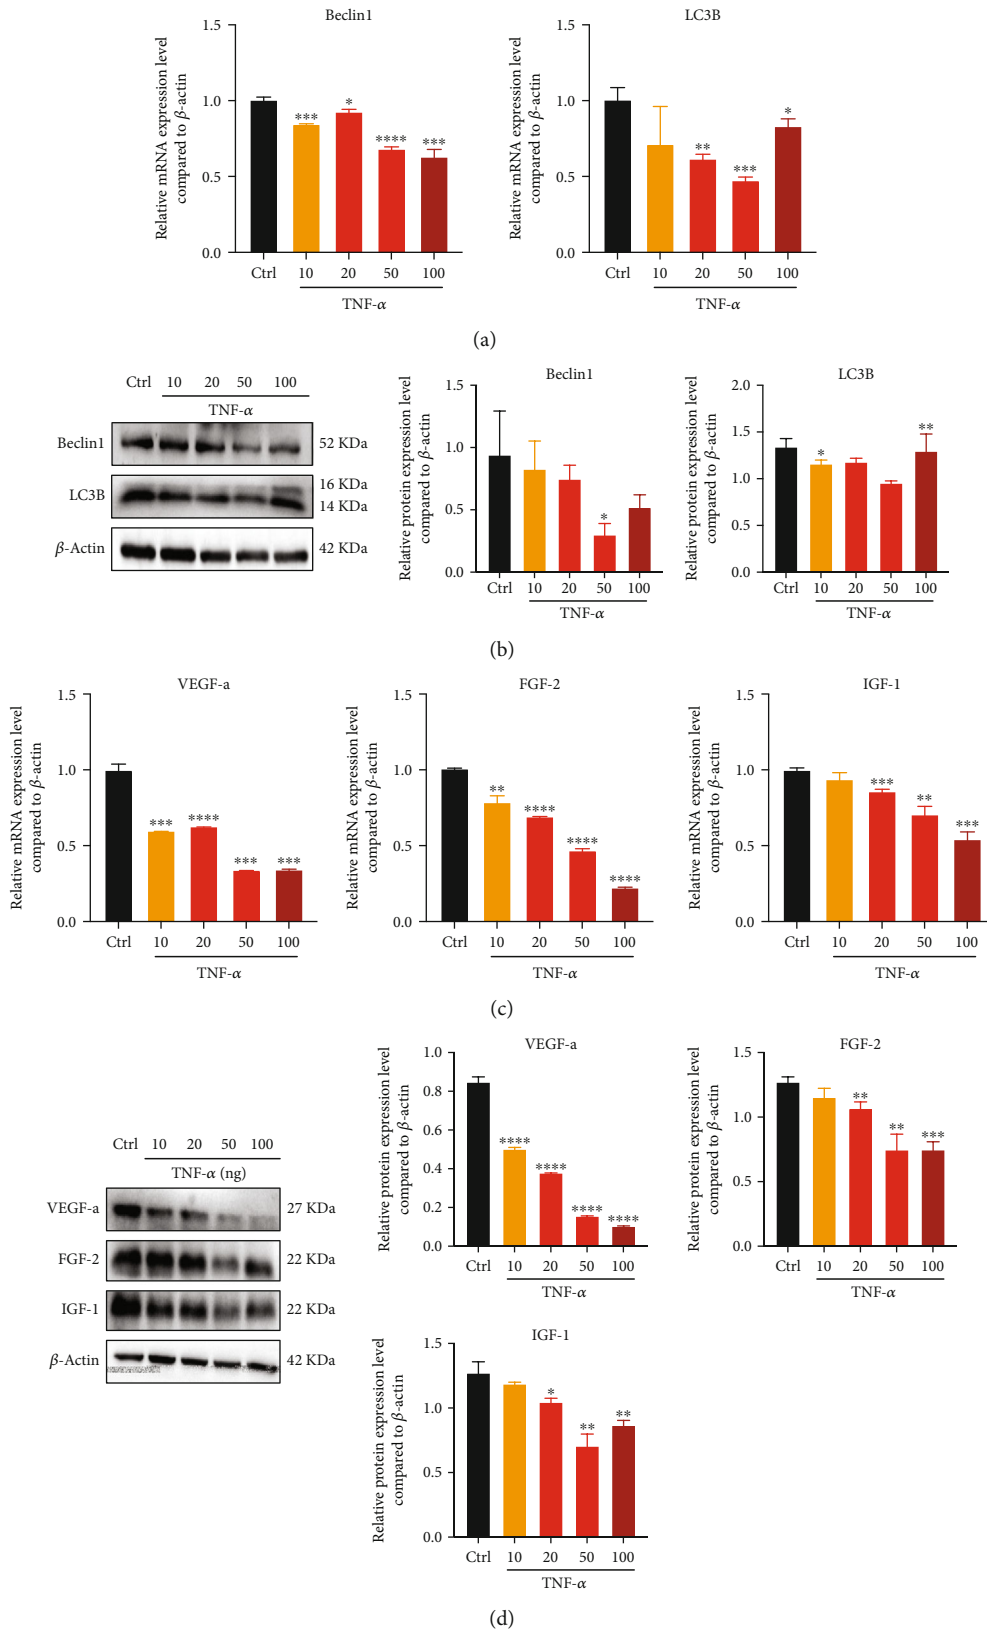 Beclin1
Relative mRNA expression level
compared to β-actin
1.5
1.0
0.5
0.0
***
*
****
***
Ctrl 10 20 50 100
TNF-α
LC3B
Relative mRNA expression level
compared to β-actin
1.5
1.0
0.5
0.0
**
***
*
Ctrl 10 20 50 100
TNF-α
(a)
Ctrl 10 20 50 100
TNF-α
Beclin1 52 KDa
LC3B 16 KDa
14 KDa
β-Actin 42 KDa
Beclin1
Relative protein expression level
compared to β-actin
1.5
1.0
0.5
0.0
*
Ctrl 10 20 50 100
TNF-α
LC3B
Relative protein expression level
compared to β-actin
2.0
1.5
1.0
0.5
0.0
*
**
Ctrl 10 20 50 100
TNF-α
(b)
VEGF-a
Relative mRNA expression level
compared to β-actin
1.5
1.0
0.5
0.0
***
****
***
***
Ctrl 10 20 50 100
TNF-α
FGF-2
Relative mRNA expression level
compared to β-actin
1.5
1.0
0.5
0.0
**
****
****
****
Ctrl 10 20 50 100
TNF-α
IGF-1
Relative mRNA expression level
compared to β-actin
1.5
1.0
0.5
0.0
***
**
***
Ctrl 10 20 50 100
TNF-α
(c)
Ctrl 10 20 50 100
TNF-α (ng)
VEGF-a 27 KDa
FGF-2 22 KDa
IGF-1 22 KDa
β-Actin 42 KDa
VEGF-a
Relative protein expression level
compared to β-actin
1.0
0.8
0.6
0.4
0.2
0.0
****
****
****
****
Ctrl 10 20 50 100
TNF-α
FGF-2
Relative protein expression level
compared to β-actin
1.5
1.0
0.5
0.0
**
**
***
Ctrl 10 20 50 100
TNF-α
IGF-1
Relative protein expression level
compared to β-actin
1.5
1.0
0.5
0.0
*
**
**
Ctrl 10 20 50 100
TNF-α
(d)